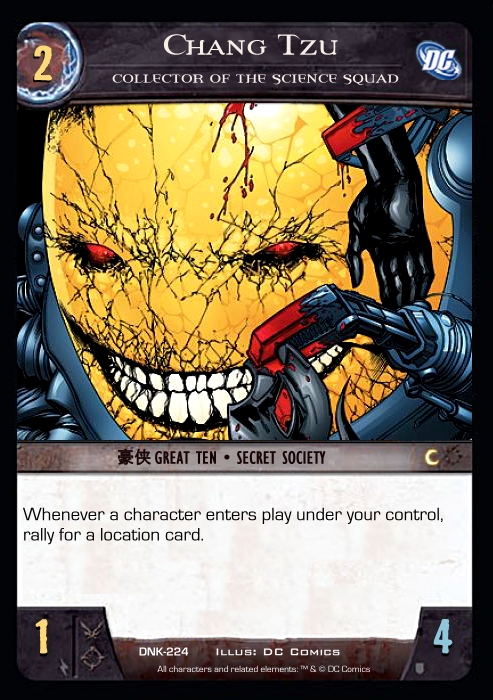 2
Chang Tzu
DC
Collector of the Science Squad
豪侠 GREAT TEN • SECRET SOCIETY
C
Whenever a character enters play under your control,
rally for a location card.
1
4
DNK-224 Illus: DC Comics
All characters and related elements: ™ & © DC Comics